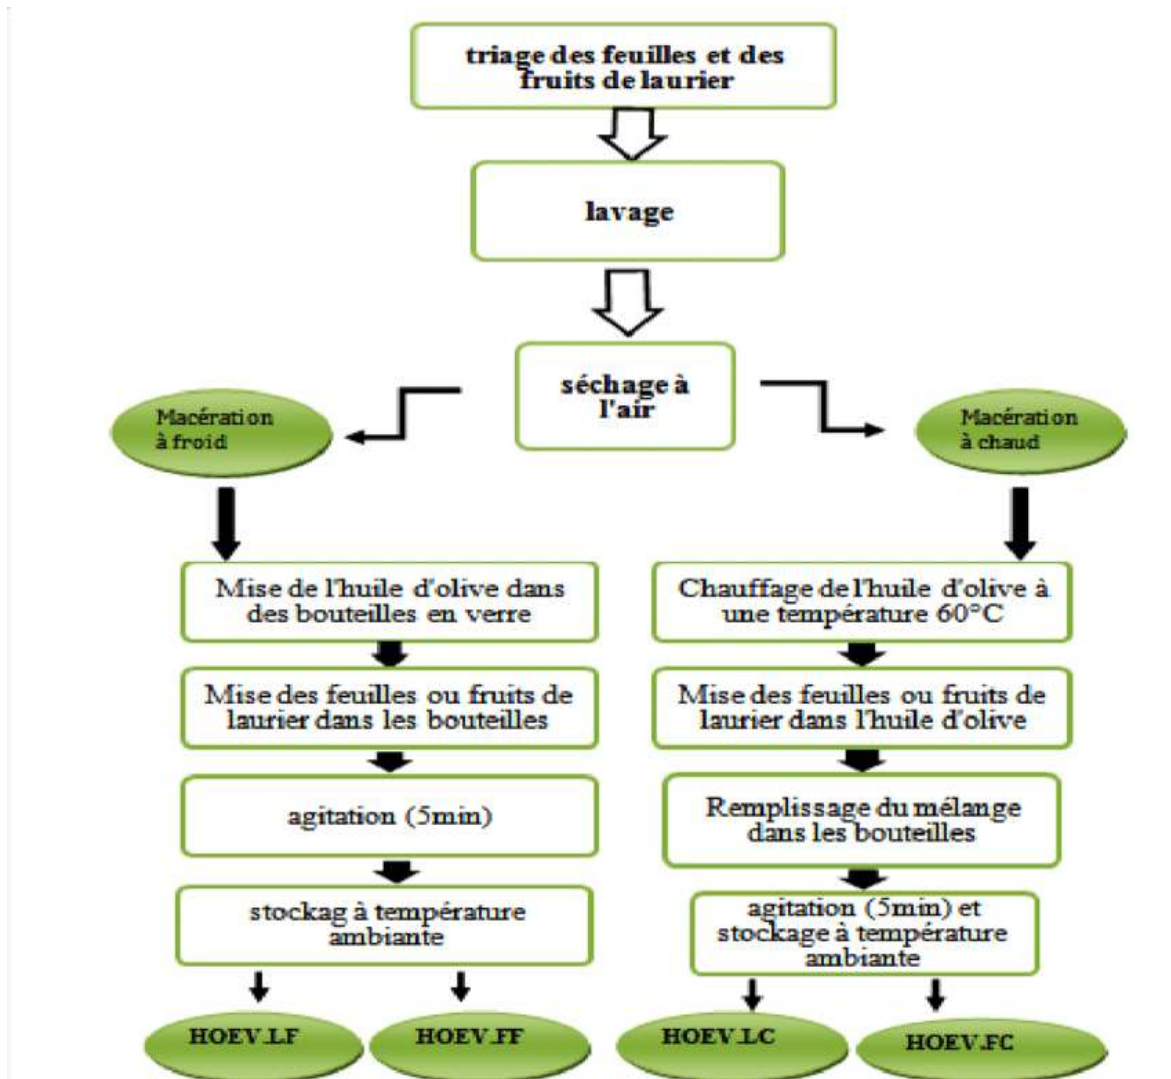 triage des feuilles et des
fruits de laurier
lavage
séchage à
l'air
Macération
à froid
Macération
à chaud
Mise de l'huile d'olive dans
des bouteilles en verre
Mise des feuilles ou fruits de
laurier dans les bouteilles
agitation (5min)
stockag à température
ambiante
HOEV.LF
HOEV.FF
Chauffage de l'huile d'olive à
une température 60°C
Mise des feuilles ou fruits de
laurier dans l'huile d'olive
Remplissage du mélange
dans les bouteilles
agitation (5min) et
stockage à température
ambiante
HOEV.LC
HOEV.FC